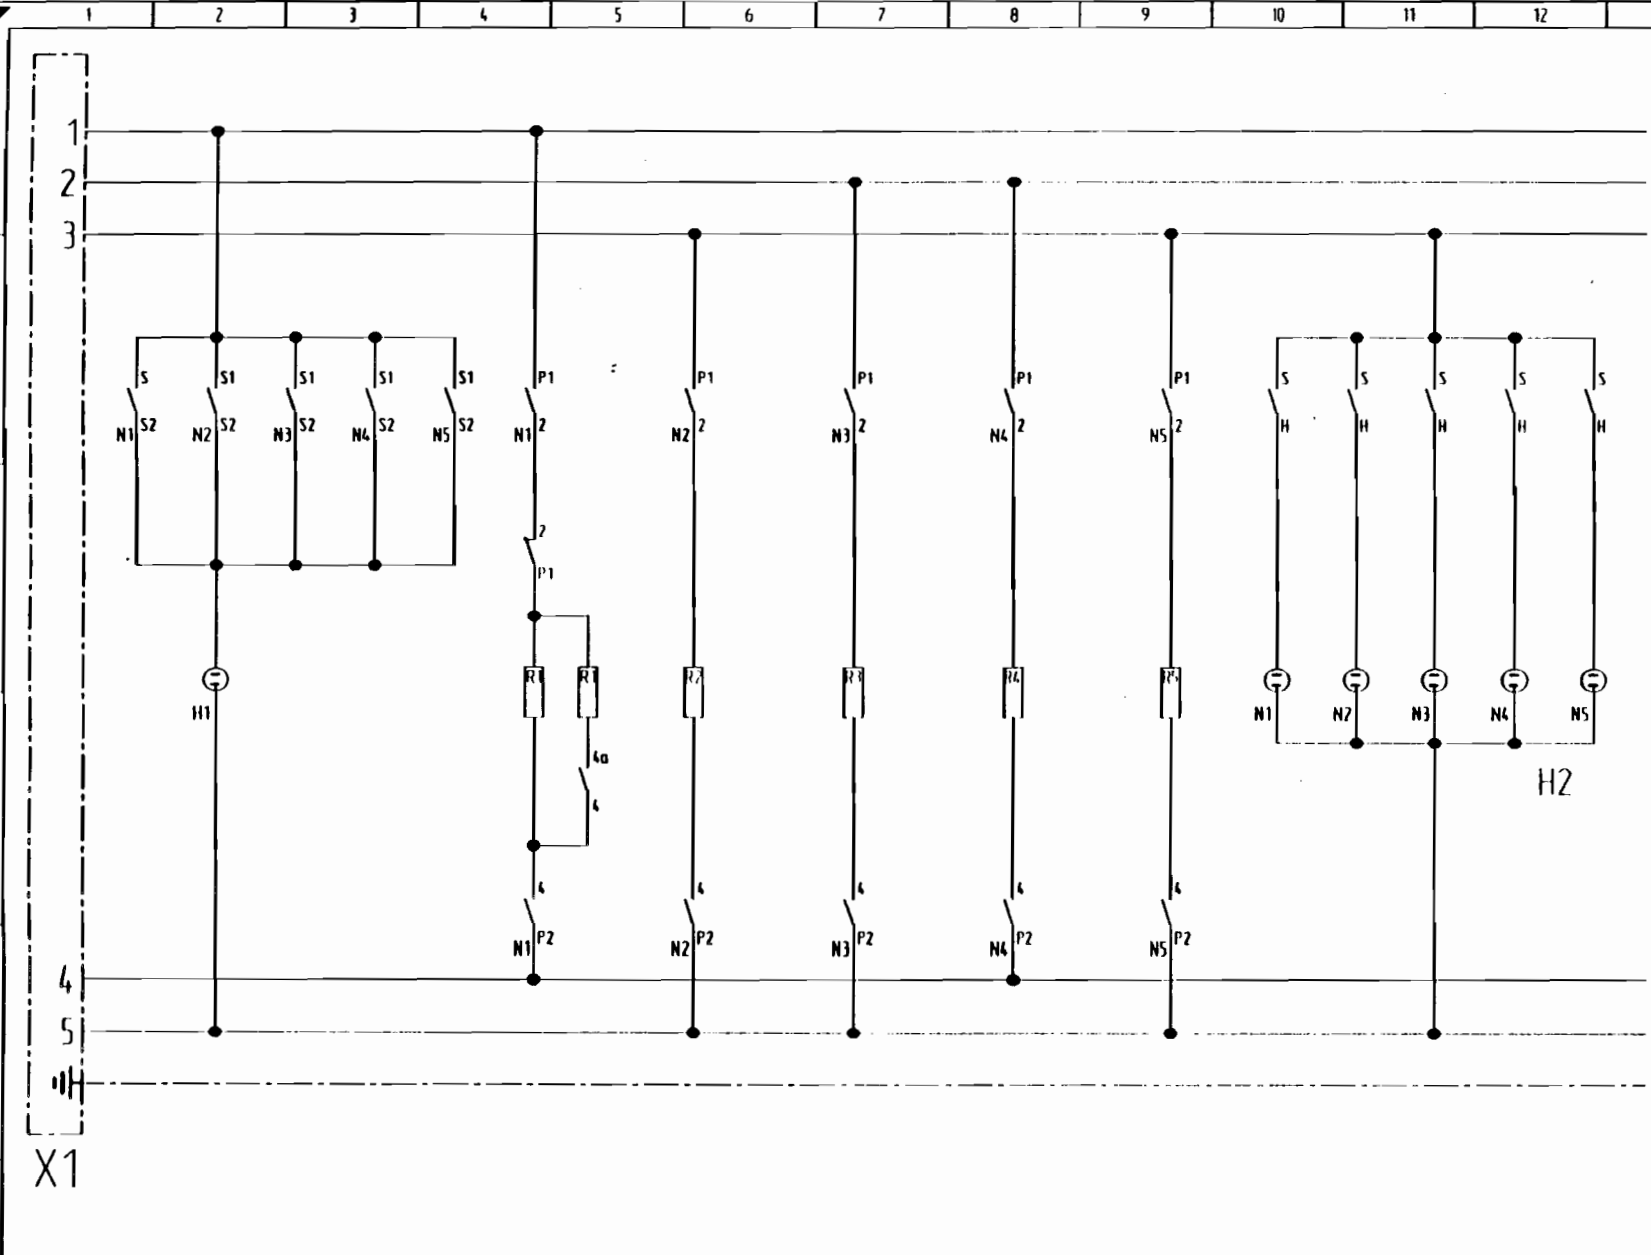 1 2 3 4 5 6 7 8 9 10 11 12
1
2
3
S S1 S1 S1 S1 P1 P1 P1 P1 P1 S S S S S
S2 S2 S2 S2 S2 2 2 2 2 2 H H H H H
N1 N2 N3 N4 N5 N1 N2 N3 N4 N5
2
P1
R1 R1 R2 R3 R4 R5
H1 N1 N2 N3 N4 N5
4a
H2
4
4 4 4 4 4
N1 P2 N2 P2 N3 P2 N4 P2 N5 P2
4
5
X1